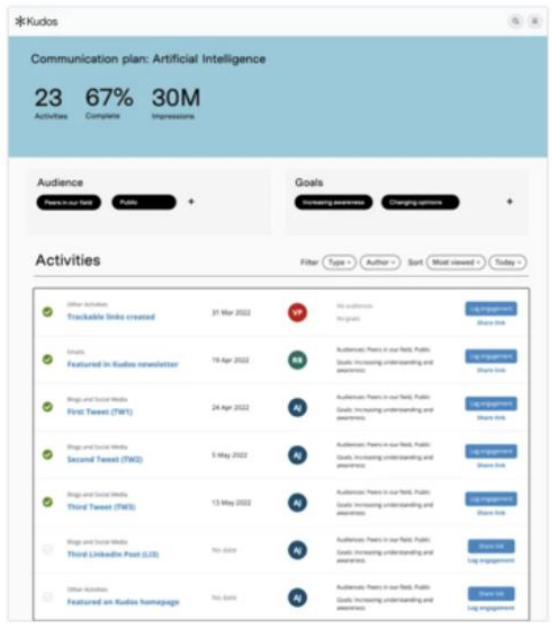 Kudos
Communication plan: Artificial Intelligence
23 67% 30M
Activities Complete Impressions
Audience
Peers in our field Public +
Goals
Increasing awareness Changing opinions +
Activities
Filter Type Author Sort Most viewed Today
Other Activities
Trackable links created
31 Mar 2022
VP
No audiences
No goals
Log engagement
Share link
Emails
Featured in Kudos newsletter
19 Apr 2022
RB
Audiences: Peers in our field, Public
Goals: Increasing understanding and
awareness
Log engagement
Share link
Blogs and Social Media
First Tweet (TW1)
24 Apr 2022
AJ
Audiences: Peers in our field, Public
Goals: Increasing understanding and
awareness
Log engagement
Share link
Blogs and Social Media
Second Tweet (TW2)
5 May 2022
AJ
Audiences: Peers in our field, Public
Goals: Increasing understanding and
awareness
Log engagement
Share link
Blogs and Social Media
Third Tweet (TW3)
13 May 2022
AJ
Audiences: Peers in our field, Public
Goals: Increasing understanding and
awareness
Log engagement
Share link
Blogs and Social Media
Third LinkedIn Post (LI3)
No date
AJ
Audiences: Peers in our field, Public
Goals: Increasing understanding and
awareness
Share link
Log engagement
Other Activities
Featured on Kudos homepage
No date
AJ
Audiences: Peers in our field, Public
Goals: Increasing understanding and
awareness
Share link
Log engagement